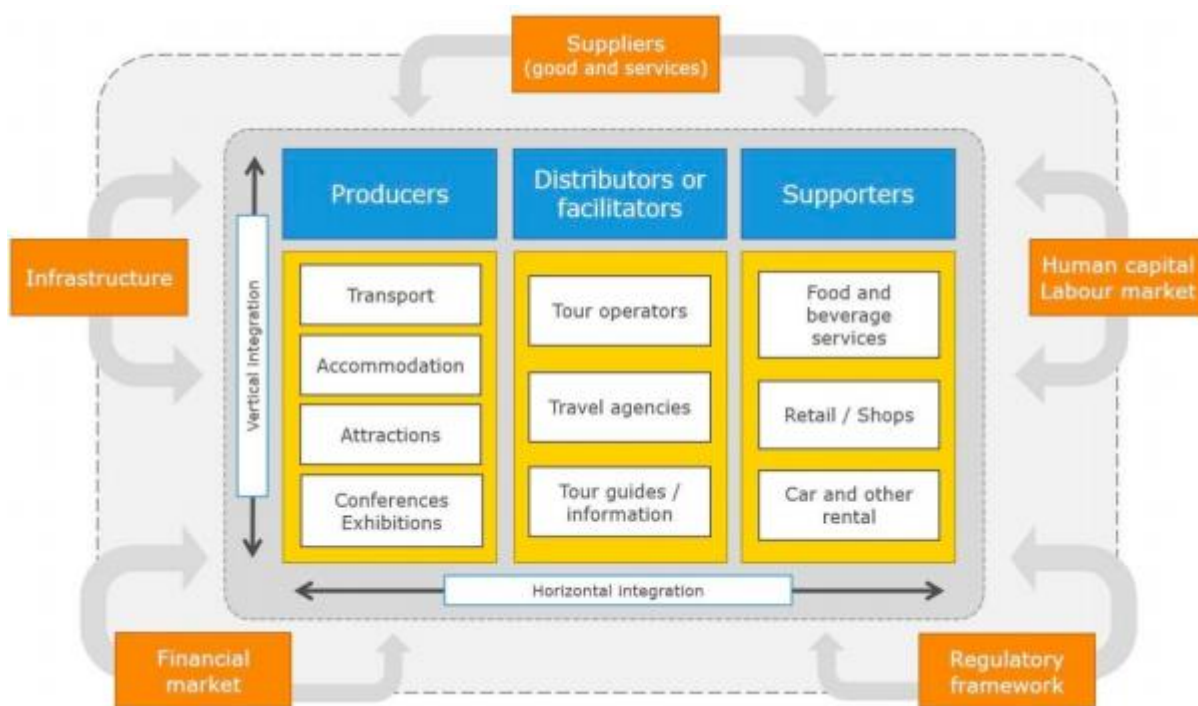 Suppliers
(good and services)
Producers
Distributors or
facilitators
Supporters
Infrastructure
Human capital
Labour market
Vertical integration
Transport
Accommodation
Attractions
Conferences
Exhibitions
Tour operators
Travel agencies
Tour guides /
information
Food and
beverage
services
Retail / Shops
Car and other
rental
Horizontal integration
Financial
market
Regulatory
framework